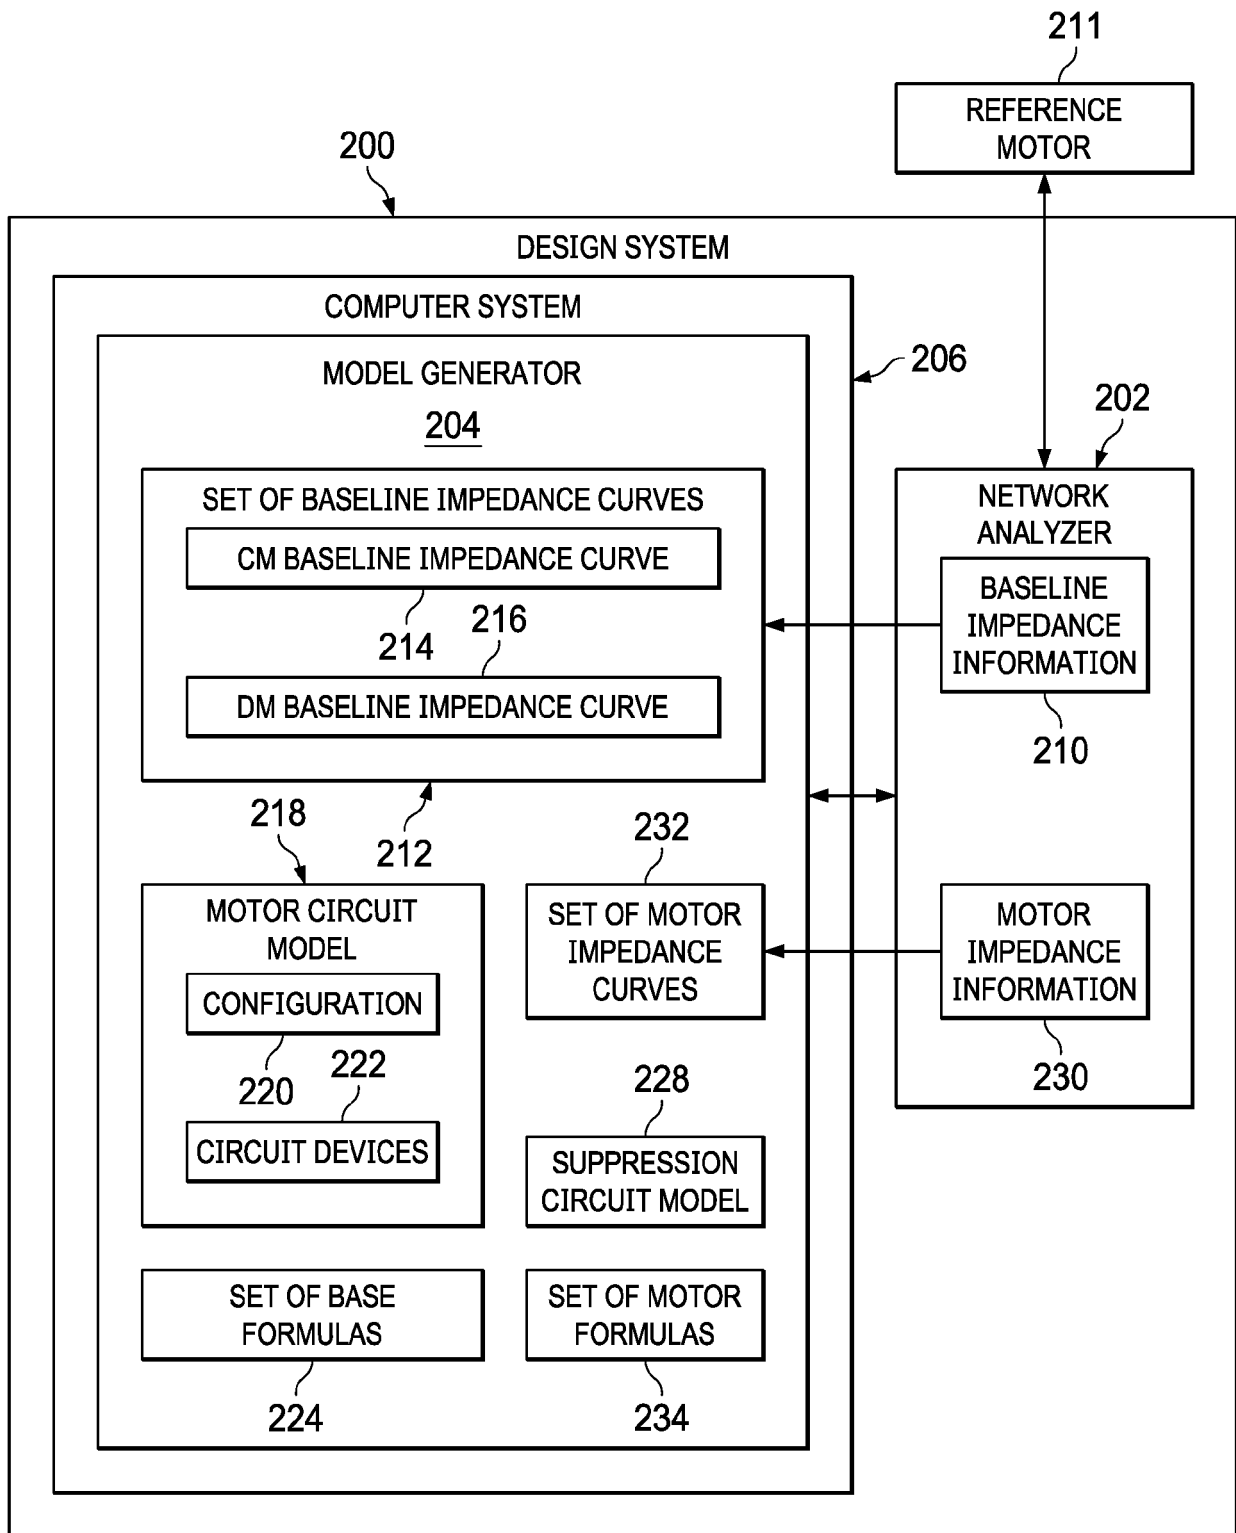 211
REFERENCE
MOTOR
200
DESIGN SYSTEM
COMPUTER SYSTEM
MODEL GENERATOR
204
206
202
SET OF BASELINE IMPEDANCE CURVES
CM BASELINE IMPEDANCE CURVE
214
216
DM BASELINE IMPEDANCE CURVE
212
NETWORK
ANALYZER
BASELINE
IMPEDANCE
INFORMATION
210
218
MOTOR CIRCUIT
MODEL
CONFIGURATION
220
222
CIRCUIT DEVICES
232
SET OF MOTOR
IMPEDANCE
CURVES
MOTOR
IMPEDANCE
INFORMATION
230
228
SUPPRESSION
CIRCUIT MODEL
SET OF BASE
FORMULAS
224
SET OF MOTOR
FORMULAS
234